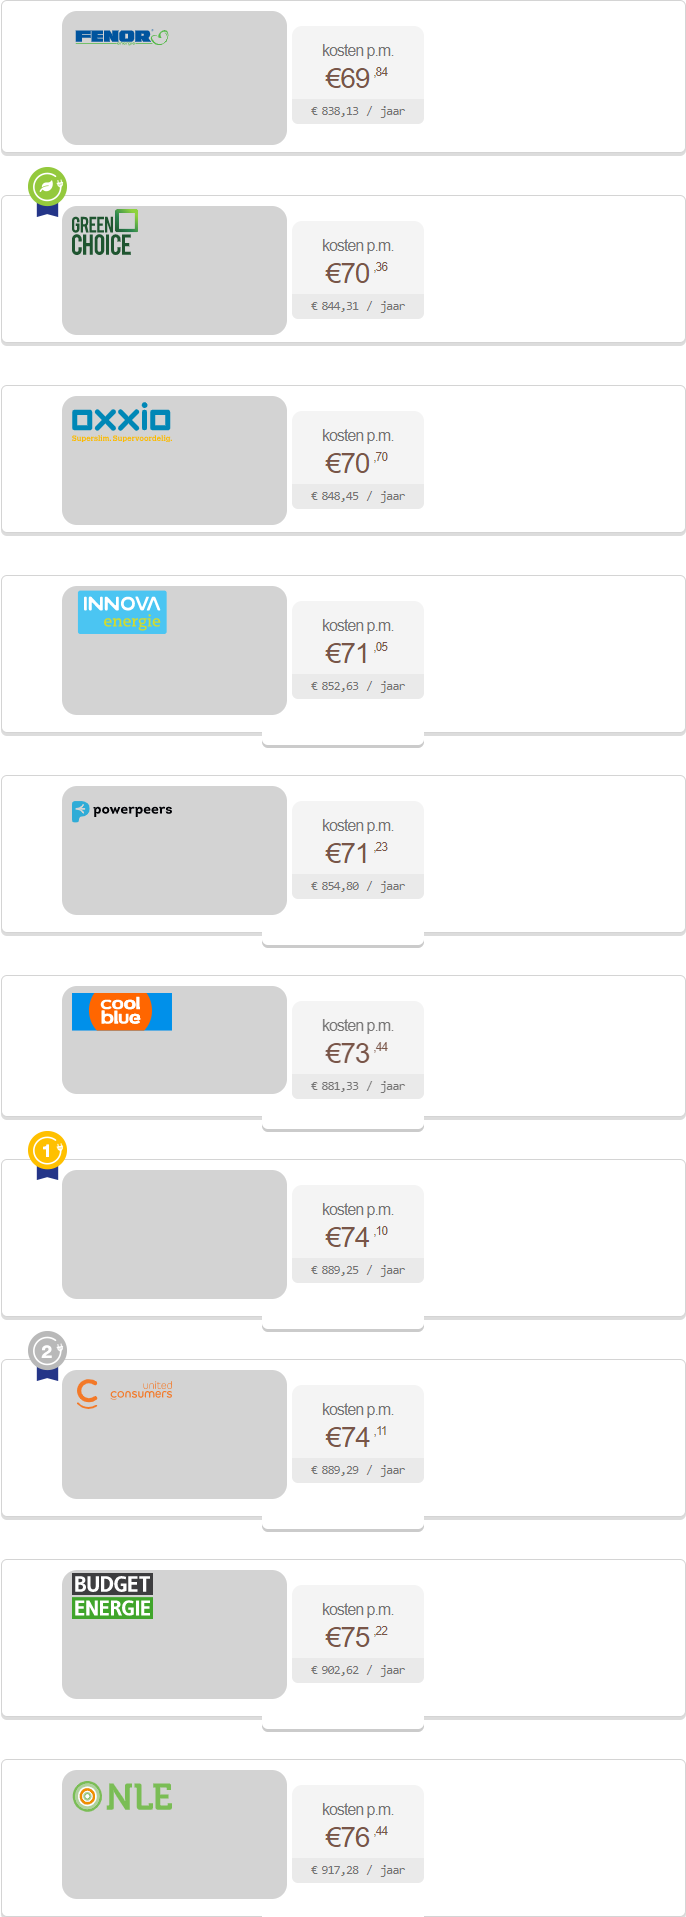 FENOR
kosten p.m.
€69,84
€ 838,13 / jaar
GREEN
CHOICE
kosten p.m.
€70,36
€ 844,31 / jaar
oxxio
Superslim. Supervoordelig.
kosten p.m.
€70,70
€ 848,45 / jaar
INNOVA
energie
kosten p.m.
€71,05
€ 852,63 / jaar
powerpeers
kosten p.m.
€71,23
€ 854,80 / jaar
cool
blue
kosten p.m.
€73,44
€ 881,33 / jaar
1
kosten p.m.
€74,10
€ 889,25 / jaar
2
united
consumers
kosten p.m.
€74,11
€ 889,29 / jaar
BUDGET
ENERGIE
kosten p.m.
€75,22
€ 902,62 / jaar
NLE
kosten p.m.
€76,44
€ 917,28 / jaar